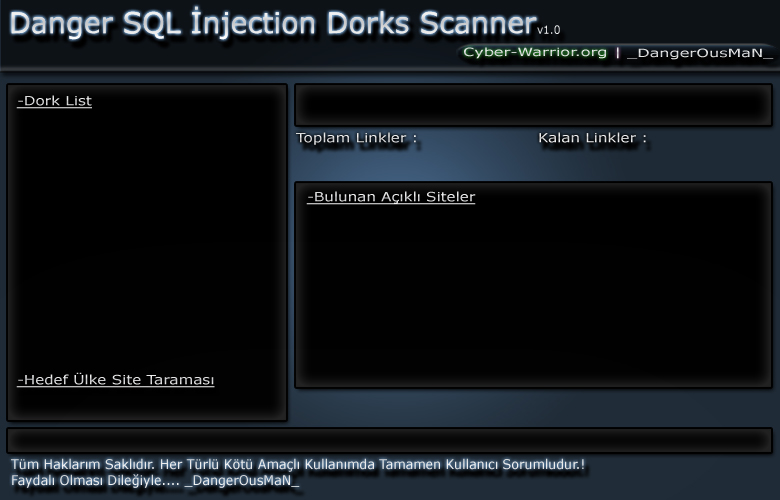 Danger SQL İnjection Dorks Scanner v1.0
Cyber-Warrior.org | _DangerOusMaN_
-Dork List
Toplam Linkler : Kalan Linkler :
-Bulunan Açıklı Siteler
-Hedef Ülke Site Taraması
Tüm Haklarım Saklıdır. Her Türlü Kötü Amaçlı Kullanımda Tamamen Kullanıcı Sorumludur.!
Faydalı Olması Dileğiyle.... _DangerOusMaN_